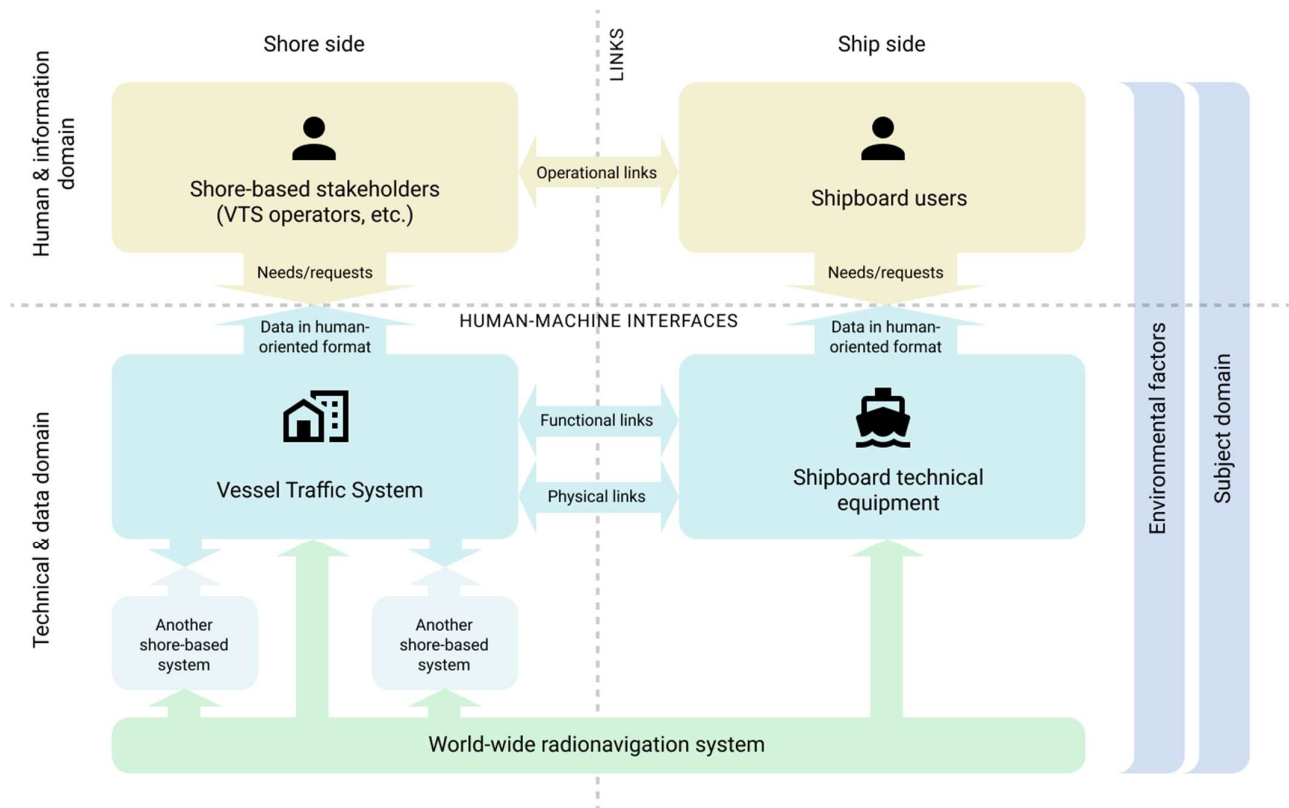 Shore side
LINKS
Ship side
Human & information
domain
Shore-based stakeholders
(VTS operators, etc.)
Operational links
Shipboard users
Needs/requests
Needs/requests
HUMAN-MACHINE INTERFACES
Data in human-
oriented format
Data in human-
oriented format
Technical & data domain
Vessel Traffic System
Functional links
Physical links
Shipboard technical
equipment
Environmental factors
Subject domain
Another
shore-based
system
Another
shore-based
system
World-wide radionavigation system